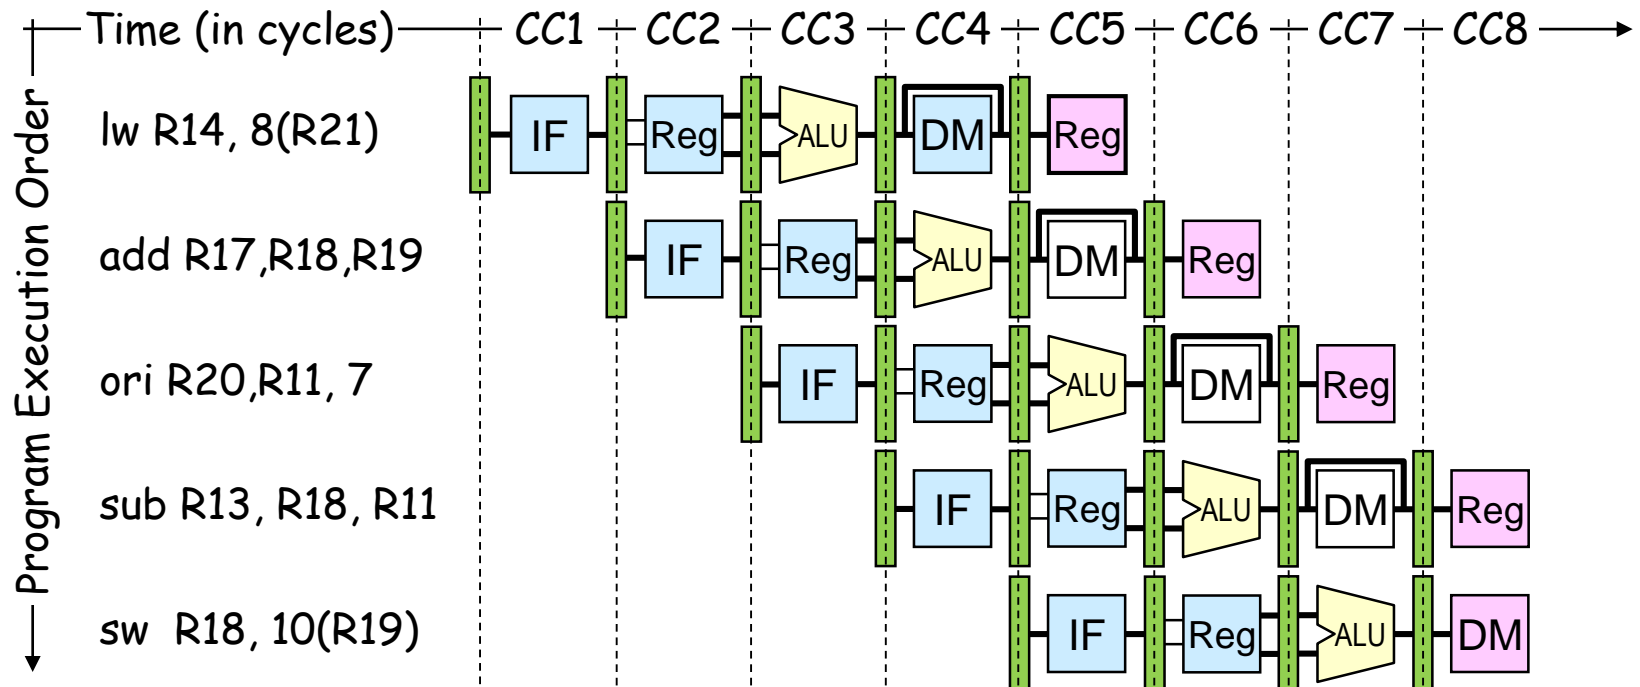 Time (in cycles) CC1 CC2 CC3 CC4 CC5 CC6 CC7 CC8
Program Execution Order
lw R14, 8(R21) IF Reg ALU DM Reg
add R17,R18,R19 IF Reg ALU DM Reg
ori R20,R11, 7 IF Reg ALU DM Reg
sub R13, R18, R11 IF Reg ALU DM Reg
sw R18, 10(R19) IF Reg ALU DM